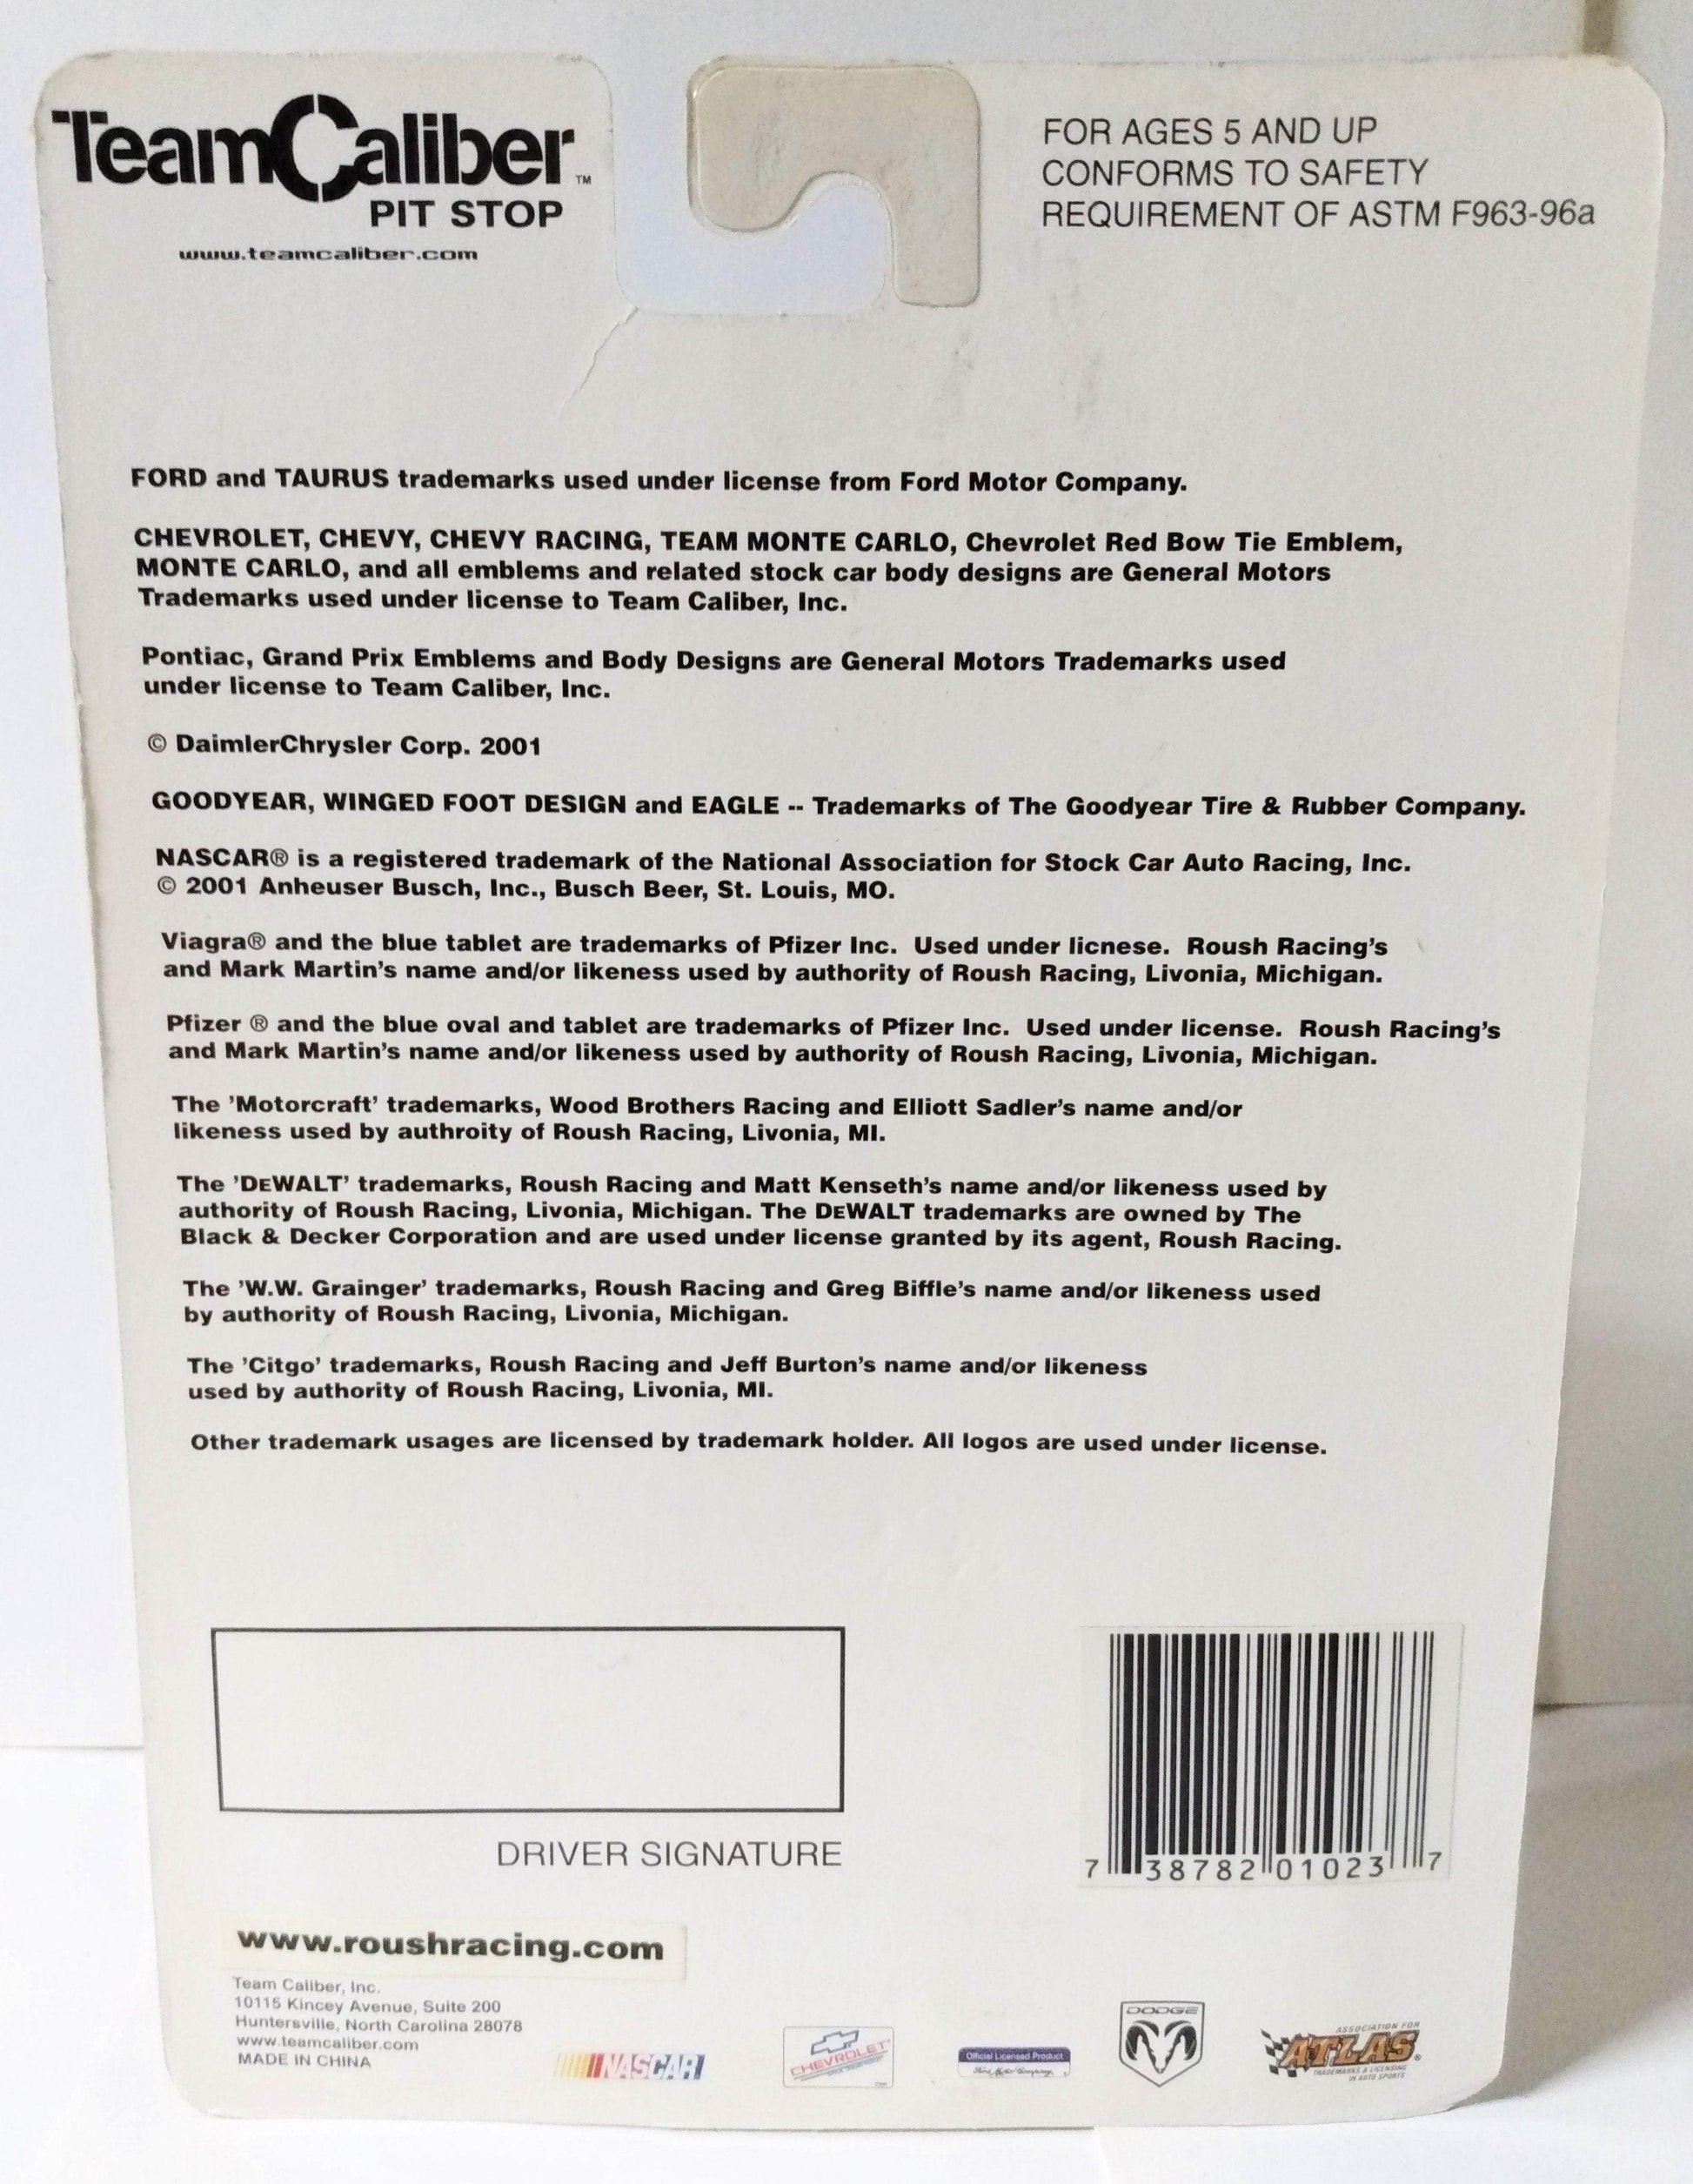 TeamCaliber™
PIT STOP
www.teamcaliber.com
FOR AGES 5 AND UP
CONFORMS TO SAFETY
REQUIREMENT OF ASTM F963-96a
FORD and TAURUS trademarks used under license from Ford Motor Company.
CHEVROLET, CHEVY, CHEVY RACING, TEAM MONTE CARLO, Chevrolet Red Bow Tie Emblem,
MONTE CARLO, and all emblems and related stock car body designs are General Motors
Trademarks used under license to Team Caliber, Inc.
Pontiac, Grand Prix Emblems and Body Designs are General Motors Trademarks used
under license to Team Caliber, Inc.
© DaimlerChrysler Corp. 2001
GOODYEAR, WINGED FOOT DESIGN and EAGLE -- Trademarks of The Goodyear Tire & Rubber Company.
NASCAR® is a registered trademark of the National Association for Stock Car Auto Racing, Inc.
© 2001 Anheuser Busch, Inc., Busch Beer, St. Louis, MO.
Viagra® and the blue tablet are trademarks of Pfizer Inc. Used under licnese. Roush Racing's
and Mark Martin's name and/or likeness used by authority of Roush Racing, Livonia, Michigan.
Pfizer ® and the blue oval and tablet are trademarks of Pfizer Inc. Used under license. Roush Racing's
and Mark Martin's name and/or likeness used by authority of Roush Racing, Livonia, Michigan.
The 'Motorcraft' trademarks, Wood Brothers Racing and Elliott Sadler's name and/or
likeness used by authroity of Roush Racing, Livonia, MI.
The 'DEWALT' trademarks, Roush Racing and Matt Kenseth's name and/or likeness used by
authority of Roush Racing, Livonia, Michigan. The DEWALT trademarks are owned by The
Black & Decker Corporation and are used under license granted by its agent, Roush Racing.
The 'W.W. Grainger' trademarks, Roush Racing and Greg Biffle's name and/or likeness used
by authority of Roush Racing, Livonia, Michigan.
The 'Citgo' trademarks, Roush Racing and Jeff Burton's name and/or likeness
used by authority of Roush Racing, Livonia, MI.
Other trademark usages are licensed by trademark holder. All logos are used under license.
DRIVER SIGNATURE
7 38782 01023 7
www.roushracing.com
Team Caliber, Inc.
10115 Kincey Avenue, Suite 200
Huntersville, North Carolina 28078
www.teamcaliber.com
MADE IN CHINA
NASCAR
CHEVROLET
Official Licensed Product
Ford Motor Company
DODGE
ASSOCIATION FOR
ATLAS®
TRADEMARKS & LICENSING
IN AUTO SPORTS